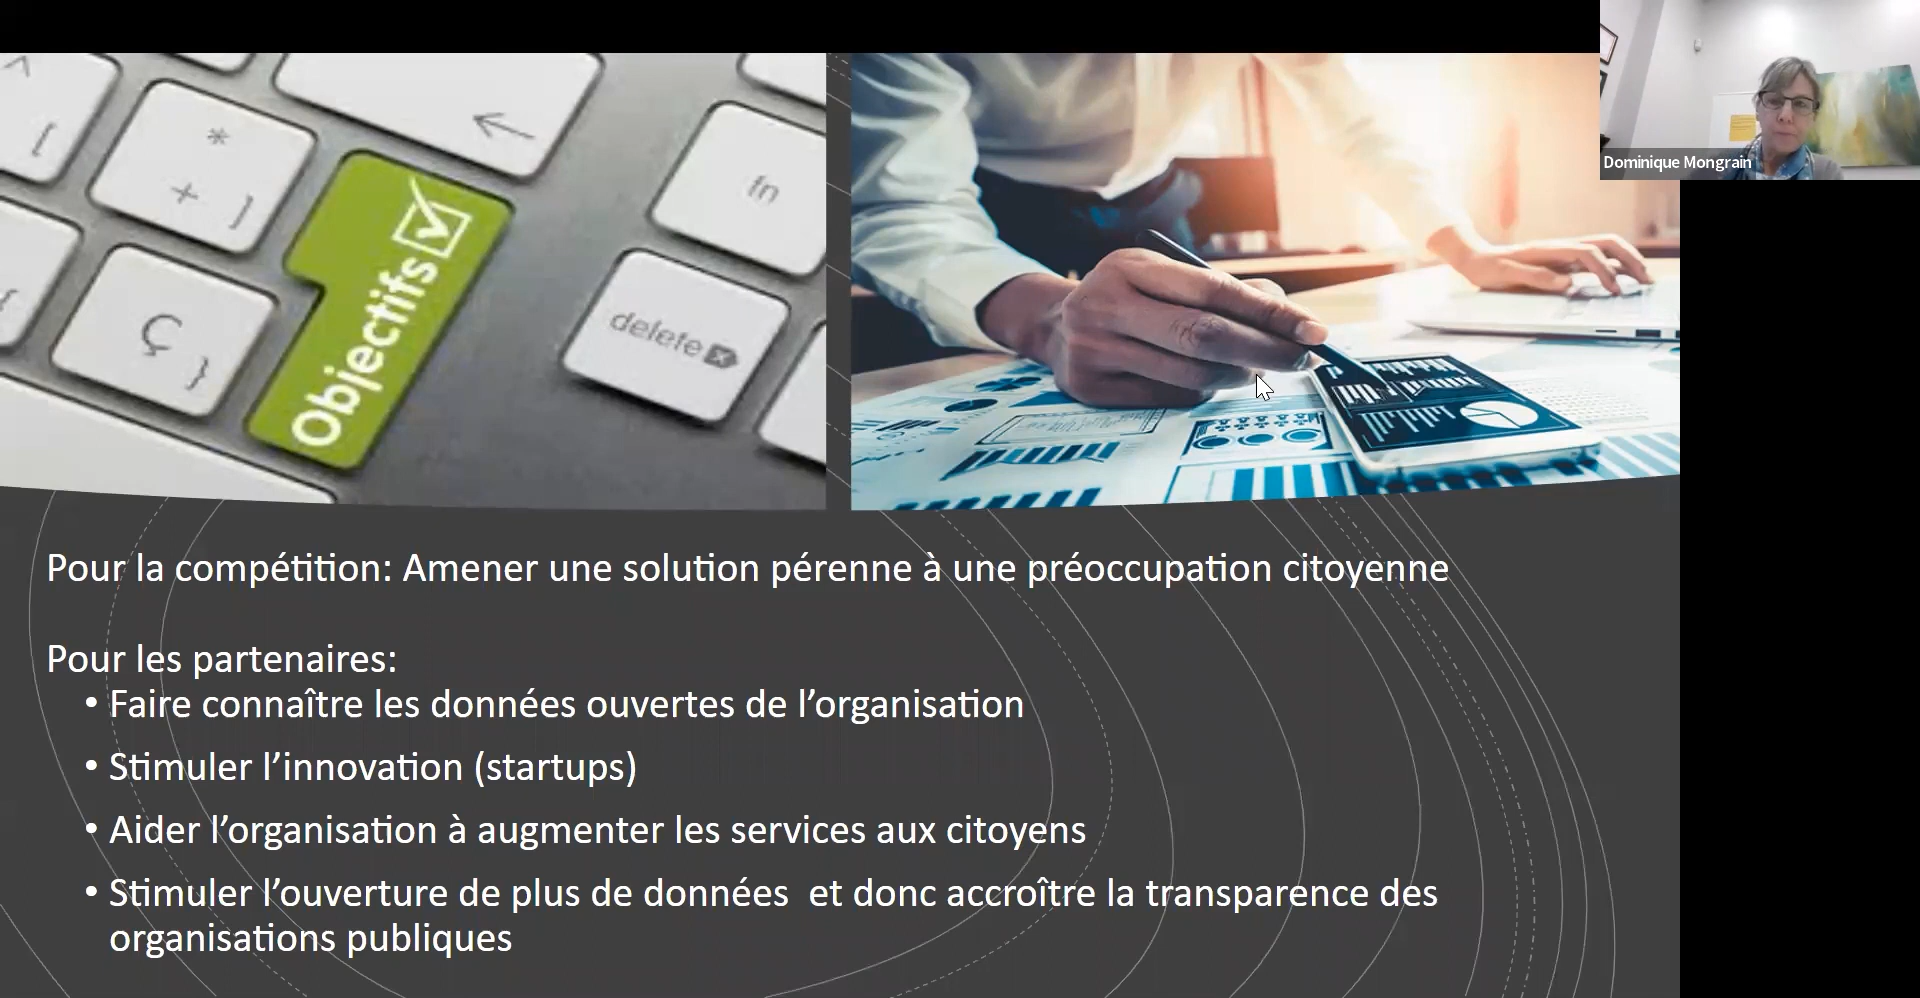 ^
[
*
+ ]
←
fn
Objectifs
Ç }
{
delete
Dominique Mongrain
Pour la compétition: Amener une solution pérenne à une préoccupation citoyenne
Pour les partenaires:
• Faire connaître les données ouvertes de l’organisation
• Stimuler l’innovation (startups)
• Aider l’organisation à augmenter les services aux citoyens
• Stimuler l’ouverture de plus de données  et donc accroître la transparence des
organisations publiques